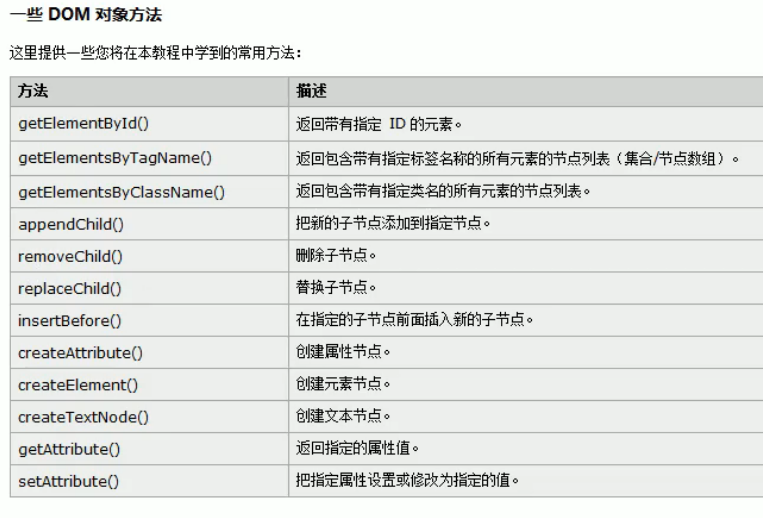 一些 DOM 对象方法
这里提供一些您将在本教程中学到的常用方法：
方法 描述
getElementById() 返回带有指定 ID 的元素。
getElementsByTagName() 返回包含带有指定标签名称的所有元素的节点列表（集合/节点数组）。
getElementsByClassName() 返回包含带有指定类名的所有元素的节点列表。
appendChild() 把新的子节点添加到指定节点。
removeChild() 删除子节点。
replaceChild() 替换子节点。
insertBefore() 在指定的子节点前面插入新的子节点。
createAttribute() 创建属性节点。
createElement() 创建元素节点。
createTextNode() 创建文本节点。
getAttribute() 返回指定的属性值。
setAttribute() 把指定属性设置或修改为指定的值。